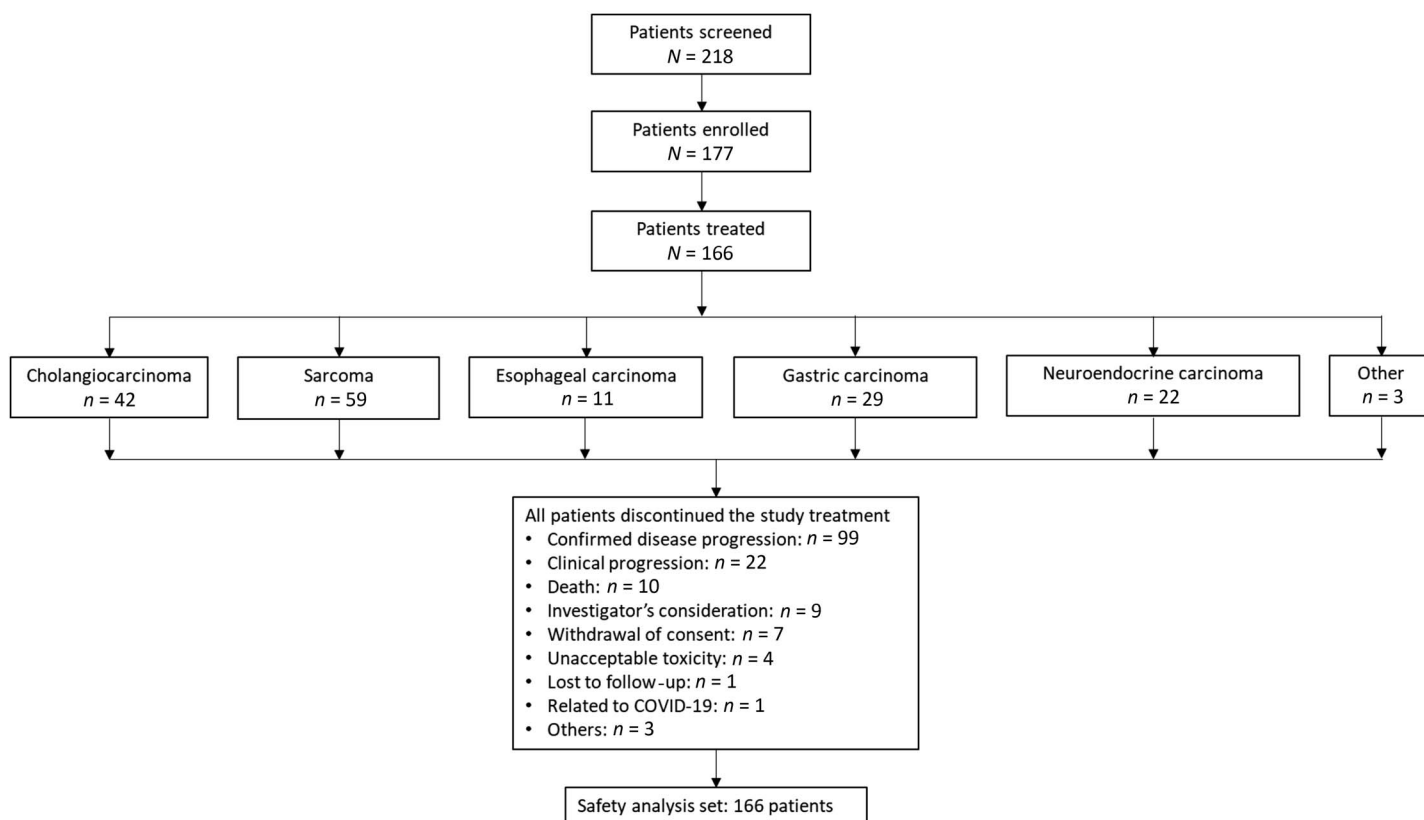 Patients screened
N = 218
Patients enrolled
N = 177
Patients treated
N = 166
Cholangiocarcinoma
n = 42
Sarcoma
n = 59
Esophageal carcinoma
n = 11
Gastric carcinoma
n = 29
Neuroendocrine carcinoma
n = 22
Other
n = 3
All patients discontinued the study treatment
• Confirmed disease progression: n = 99
• Clinical progression: n = 22
• Death: n = 10
• Investigator’s consideration: n = 9
• Withdrawal of consent: n = 7
• Unacceptable toxicity: n = 4
• Lost to follow-up: n = 1
• Related to COVID-19: n = 1
• Others: n = 3
Safety analysis set: 166 patients